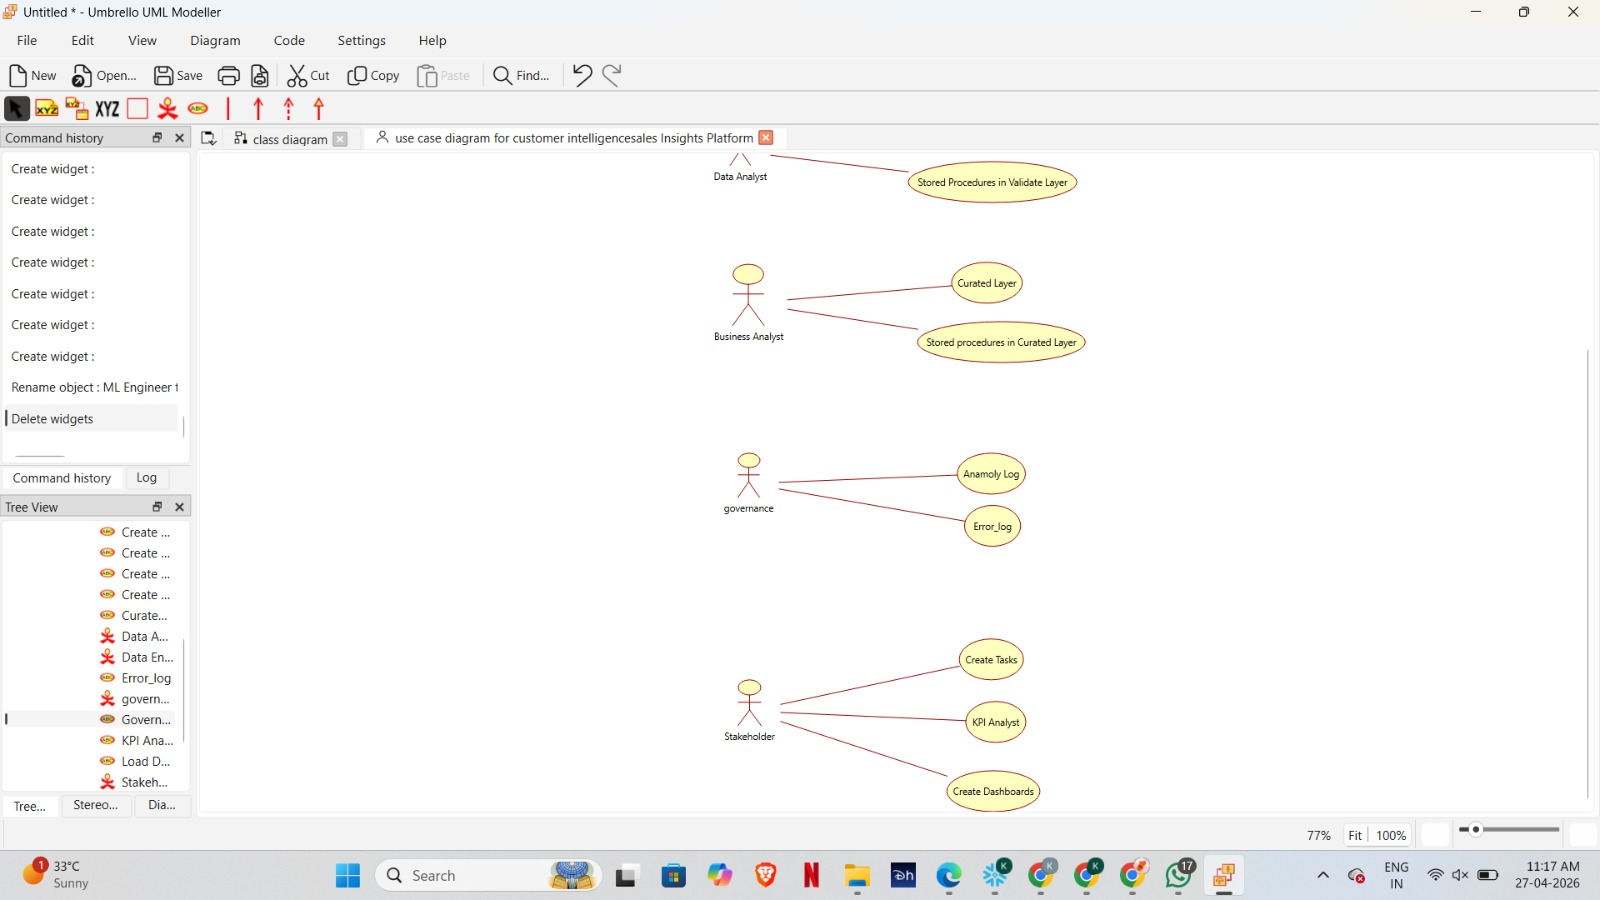 Untitled * - Umbrello UML Modeller
File Edit View Diagram Code Settings Help
New Open... Save Cut Copy Paste Find...
XYZ XYZ XYZ ABC
Command history
class diagram
use case diagram for customer intelligencesales Insights Platform
Create widget :
Create widget :
Create widget :
Create widget :
Create widget :
Create widget :
Create widget :
Rename object : ML Engineer t
Delete widgets
Command history Log
Tree View
Create ...
Create ...
Create ...
Create ...
Curate...
Data A...
Data En...
Error_log
govern...
Govern...
KPI Ana...
Load D...
Stakeh...
Tree... Stereo... Dia...
Data Analyst
Stored Procedures in Validate Layer
Business Analyst
Curated Layer
Stored procedures in Curated Layer
governance
Anamoly Log
Error_log
Stakeholder
Create Tasks
KPI Analyst
Create Dashboards
77% Fit 100%
1
33°C
Sunny
Search
N
Dh
K
K
K
17
ENG
IN
11:17 AM
27-04-2026